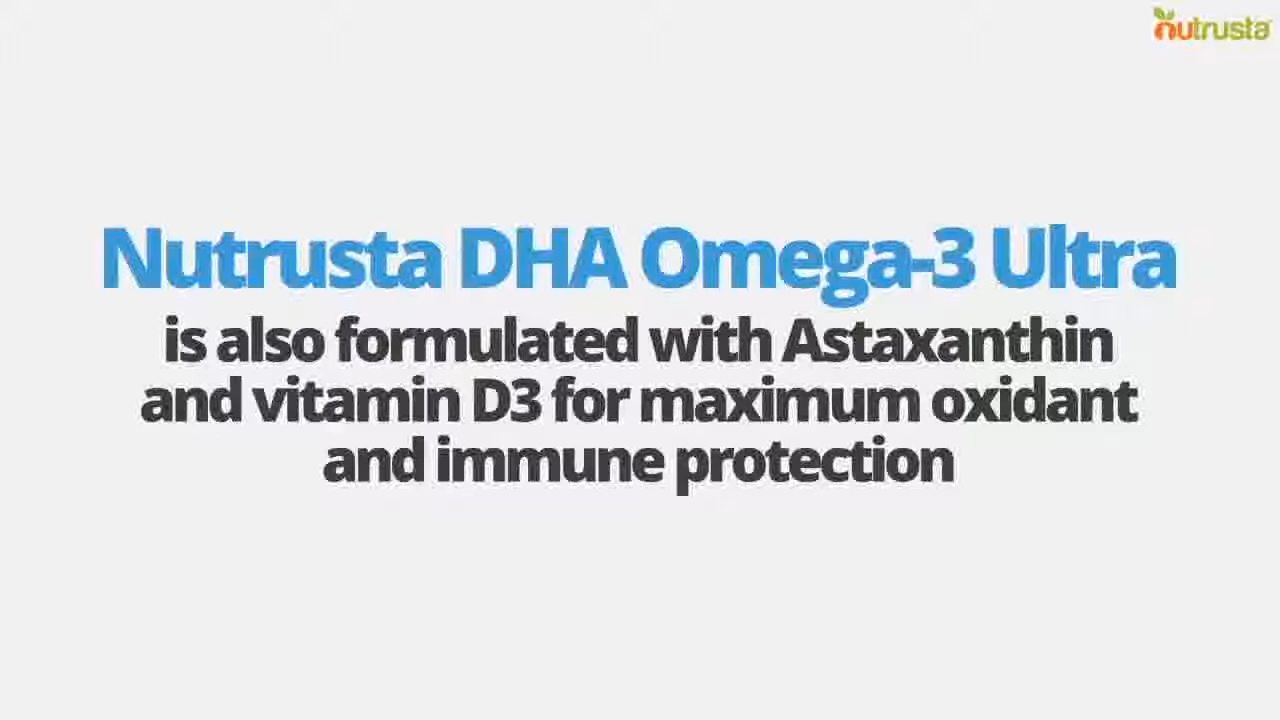 nutrusta
Nutrusta DHA Omega-3 Ultra
is also formulated with Astaxanthin
and vitamin D3 for maximum oxidant
and immune protection